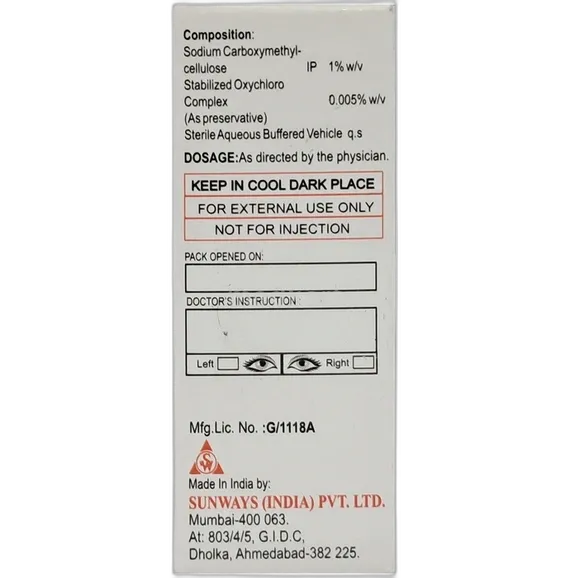 Composition:
Sodium Carboxymethyl-
cellulose IP 1% w/v
Stabilized Oxychloro
Complex 0.005% w/v
(As preservative)
Sterile Aqueous Buffered Vehicle q.s
DOSAGE:As directed by the physician.
KEEP IN COOL DARK PLACE
FOR EXTERNAL USE ONLY
NOT FOR INJECTION
PACK OPENED ON:
DOCTOR'S INSTRUCTION :
Left Right
Mfg.Lic. No. :G/1118A
SW
Made In India by:
SUNWAYS (INDIA) PVT. LTD.
Mumbai-400 063.
At: 803/4/5, G.I.D.C,
Dholka, Ahmedabad-382 225.